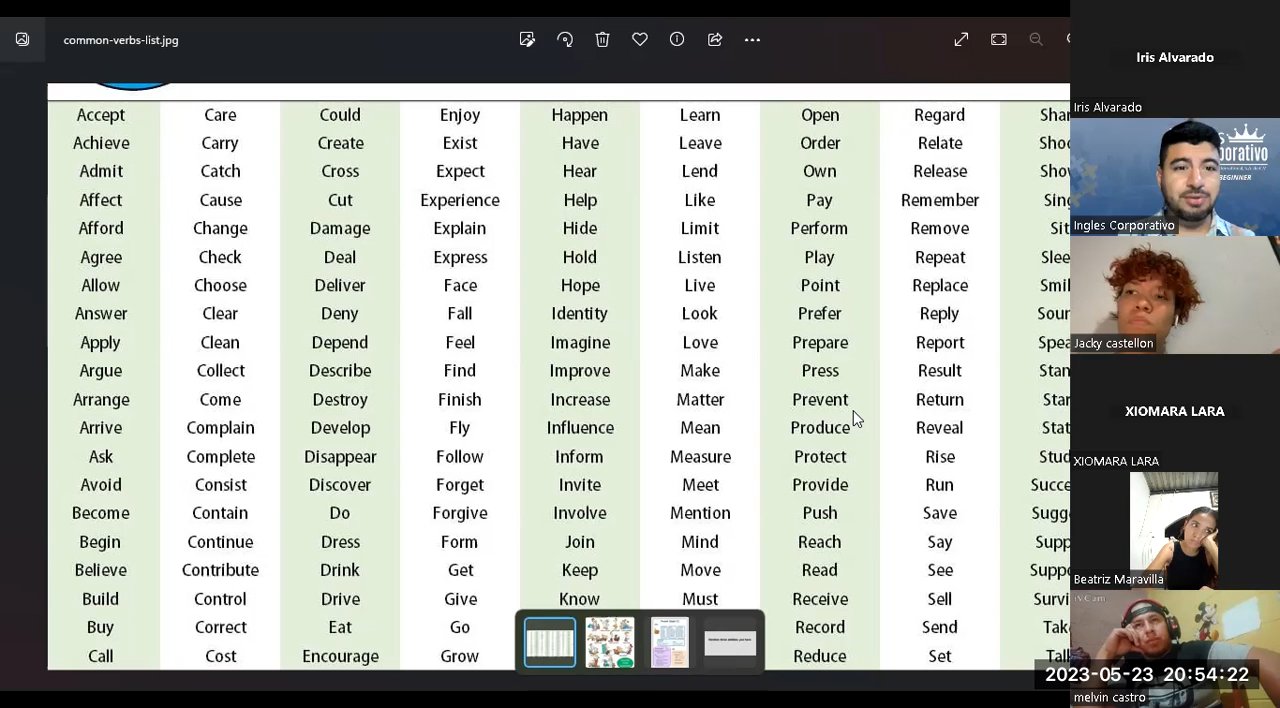 common-verbs-list.jpg
Accept Care Could Enjoy Happen Learn Open Regard
Achieve Carry Create Exist Have Leave Order Relate
Admit Catch Cross Expect Hear Lend Own Release
Affect Cause Cut Experience Help Like Pay Remember
Afford Change Damage Explain Hide Limit Perform Remove
Agree Check Deal Express Hold Listen Play Repeat
Allow Choose Deliver Face Hope Live Point Replace
Answer Clear Deny Fall Identity Look Prefer Reply
Apply Clean Depend Feel Imagine Love Prepare Report
Argue Collect Describe Find Improve Make Press Result
Arrange Come Destroy Finish Increase Matter Prevent Return
Arrive Complain Develop Fly Influence Mean Produce Reveal
Ask Complete Disappear Follow Inform Measure Protect Rise
Avoid Consist Discover Forget Invite Meet Provide Run
Become Contain Do Forgive Involve Mention Push Save
Begin Continue Dress Form Join Mind Reach Say
Believe Contribute Drink Get Keep Move Read See
Build Control Drive Give Know Must Receive Sell
Buy Correct Eat Go Record Send
Call Cost Encourage Grow Reduce Set
Iris Alvarado
Iris Alvarado
BEGINNER
Ingles Corporativo
Jacky castellon
XIOMARA LARA
XIOMARA LARA
Beatriz Maravilla
2023-05-23 20:54:22
melvin castro